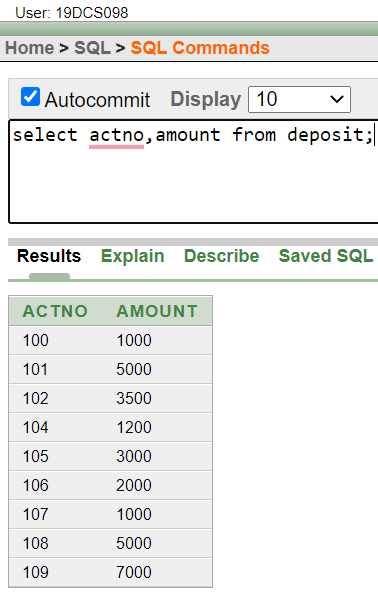 User: 19DCS098
Home > SQL > SQL Commands
Autocommit Display 10
select actno,amount from deposit;
Results Explain Describe Saved SQL
ACTNO AMOUNT
100 1000
101 5000
102 3500
104 1200
105 3000
106 2000
107 1000
108 5000
109 7000